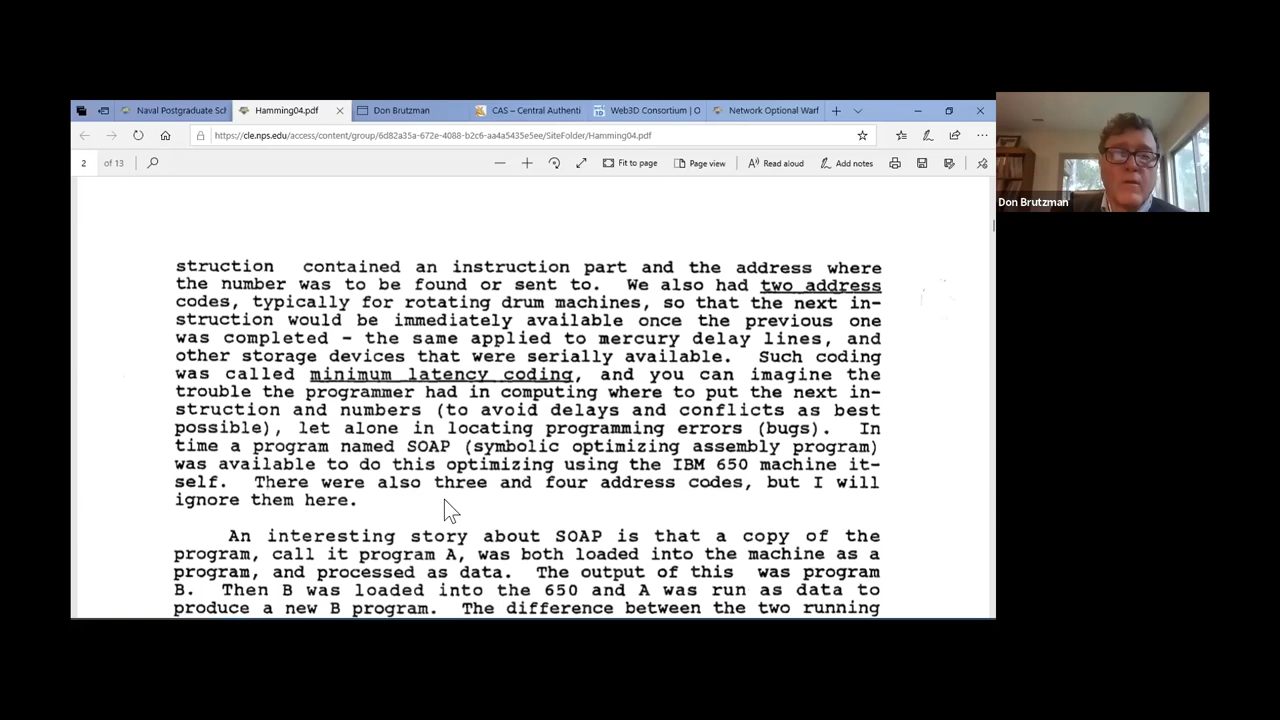 Naval Postgraduate Scl
Hamming04.pdf
Don Brutzman
CAS – Central Authenti
Web3D Consortium | O
Network Optional Warf
https://cle.nps.edu/access/content/group/6d82a35a-672e-4088-b2c6-aa4a5435e5ee/SiteFolder/Hamming04.pdf
2 of 13
Fit to page
Page view
Read aloud
Add notes
struction contained an instruction part and the address where
the number was to be found or sent to. We also had two address
codes, typically for rotating drum machines, so that the next in-
struction would be immediately available once the previous one
was completed - the same applied to mercury delay lines, and
other storage devices that were serially available. Such coding
was called minimum latency coding, and you can imagine the
trouble the programmer had in computing where to put the next in-
struction and numbers (to avoid delays and conflicts as best
possible), let alone in locating programming errors (bugs). In
time a program named SOAP (symbolic optimizing assembly program)
was available to do this optimizing using the IBM 650 machine it-
self. There were also three and four address codes, but I will
ignore them here.
An interesting story about SOAP is that a copy of the
program, call it program A, was both loaded into the machine as a
program, and processed as data. The output of this was program
B. Then B was loaded into the 650 and A was run as data to
produce a new B program. The difference between the two running
Don Brutzman